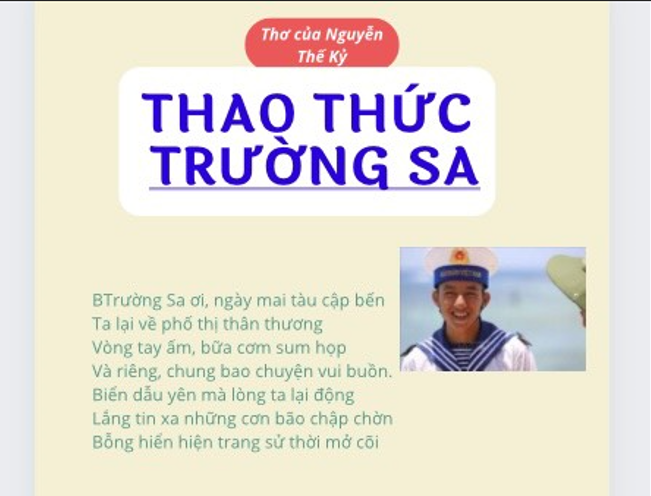 Thơ của Nguyễn
Thế Kỷ
THAO THỨC
TRƯỜNG SA
BTrường Sa ơi, ngày mai tàu cập bến
Ta lại về phố thị thân thương
Vòng tay ấm, bữa cơm sum họp
Và riêng, chung bao chuyện vui buồn.
Biển dẫu yên mà lòng ta lại động
Lắng tin xa những cơn bão chập chờn
Bỗng hiển hiện trang sử thời mở cõi